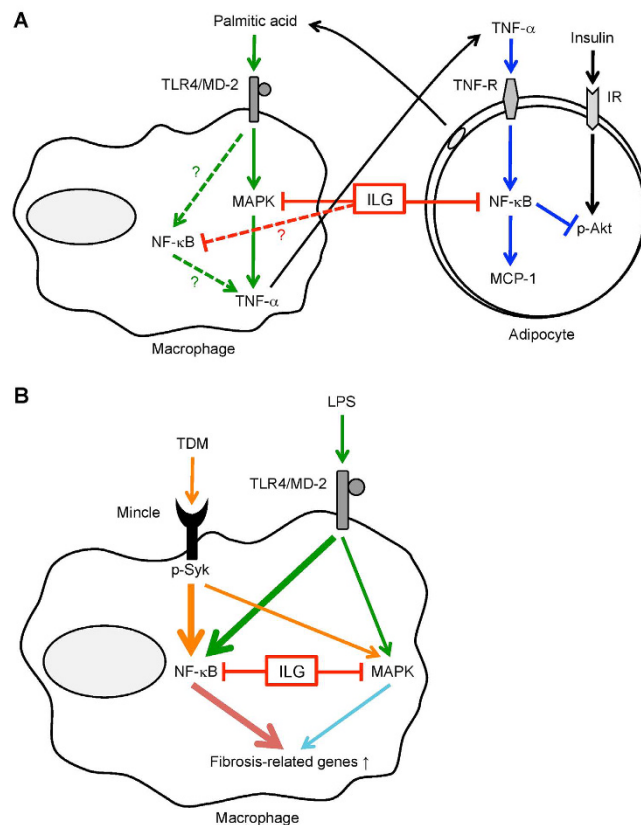 A
Palmitic acid
TNF-α
Insulin
TLR4/MD-2
TNF-R
IR
?
MAPK
ILG
NF-κB
?
NF-κB
p-Akt
?
TNF-α
MCP-1
Macrophage
Adipocyte
B
LPS
TDM
TLR4/MD-2
Mincle
p-Syk
NF-κB
ILG
MAPK
Fibrosis-related genes ↑
Macrophage